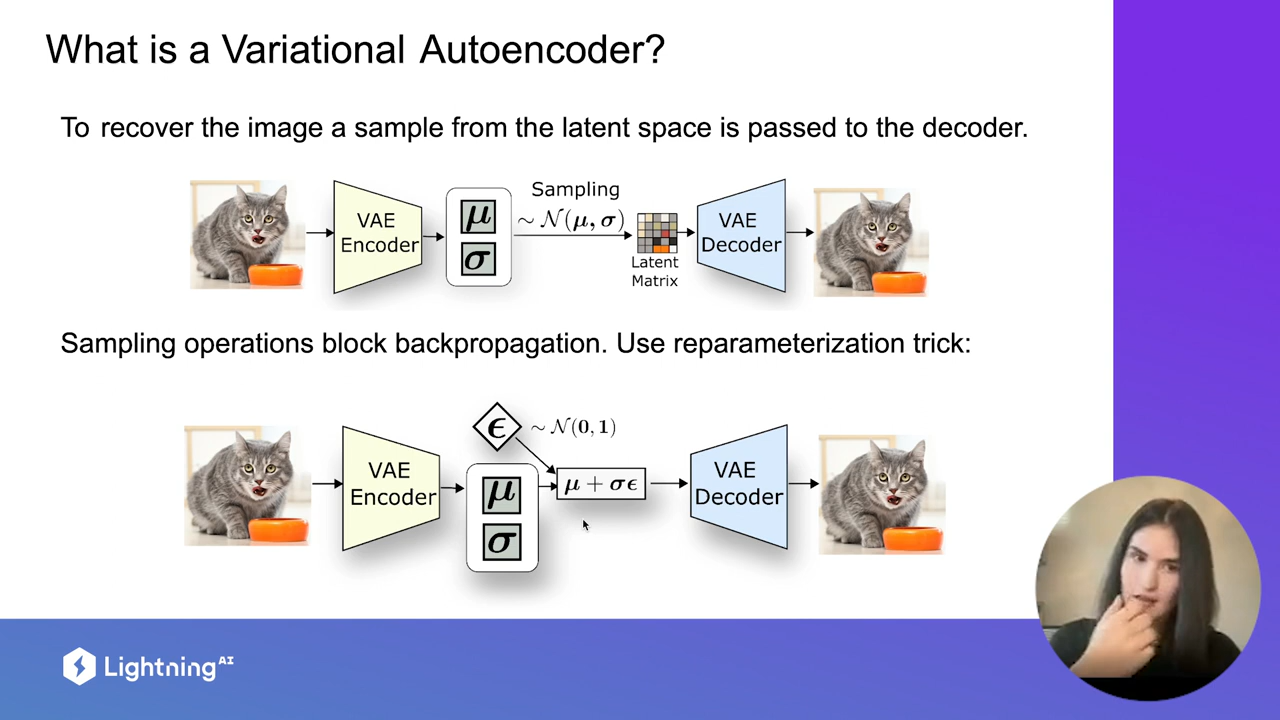 What is a Variational Autoencoder?
To recover the image a sample from the latent space is passed to the decoder.
VAE
Encoder
μ
σ
Sampling
~ 𝒩(μ, σ)
Latent
Matrix
VAE
Decoder
Sampling operations block backpropagation. Use reparameterization trick:
VAE
Encoder
ϵ
~ 𝒩(0, 1)
μ
σ
μ + σϵ
VAE
Decoder
Lightning AI